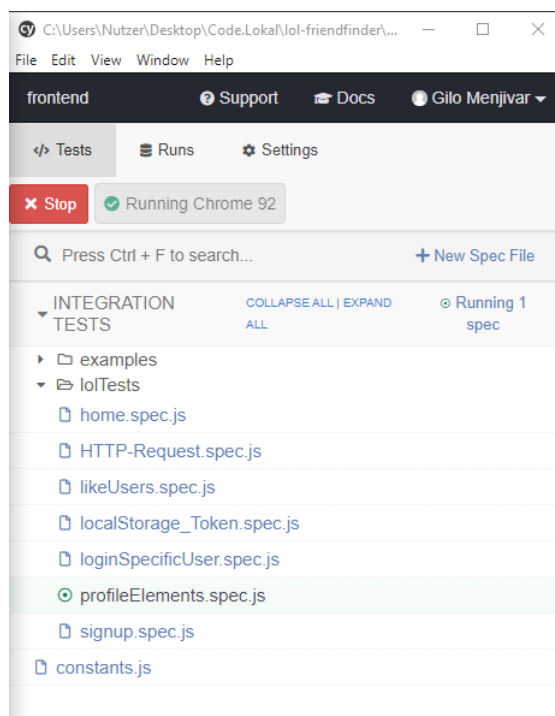 cy C:\Users\Nutzer\Desktop\Code.Lokal\lol-friendfinder\...
File Edit View Window Help
frontend Support Docs Gilo Menjivar
</> Tests Runs Settings
Stop Running Chrome 92
Press Ctrl + F to search... New Spec File
INTEGRATION TESTS
COLLAPSE ALL | EXPAND ALL
Running 1 spec
examples
lolTests
home.spec.js
HTTP-Request.spec.js
likeUsers.spec.js
localStorage_Token.spec.js
loginSpecificUser.spec.js
profileElements.spec.js
signup.spec.js
constants.js